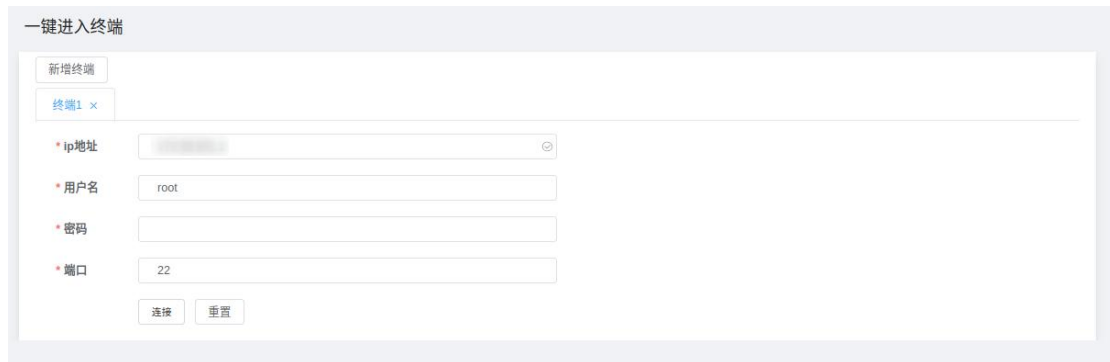 一键进入终端
新增终端
终端1 ×
* ip地址
* 用户名 root
* 密码
* 端口 22
连接 重置